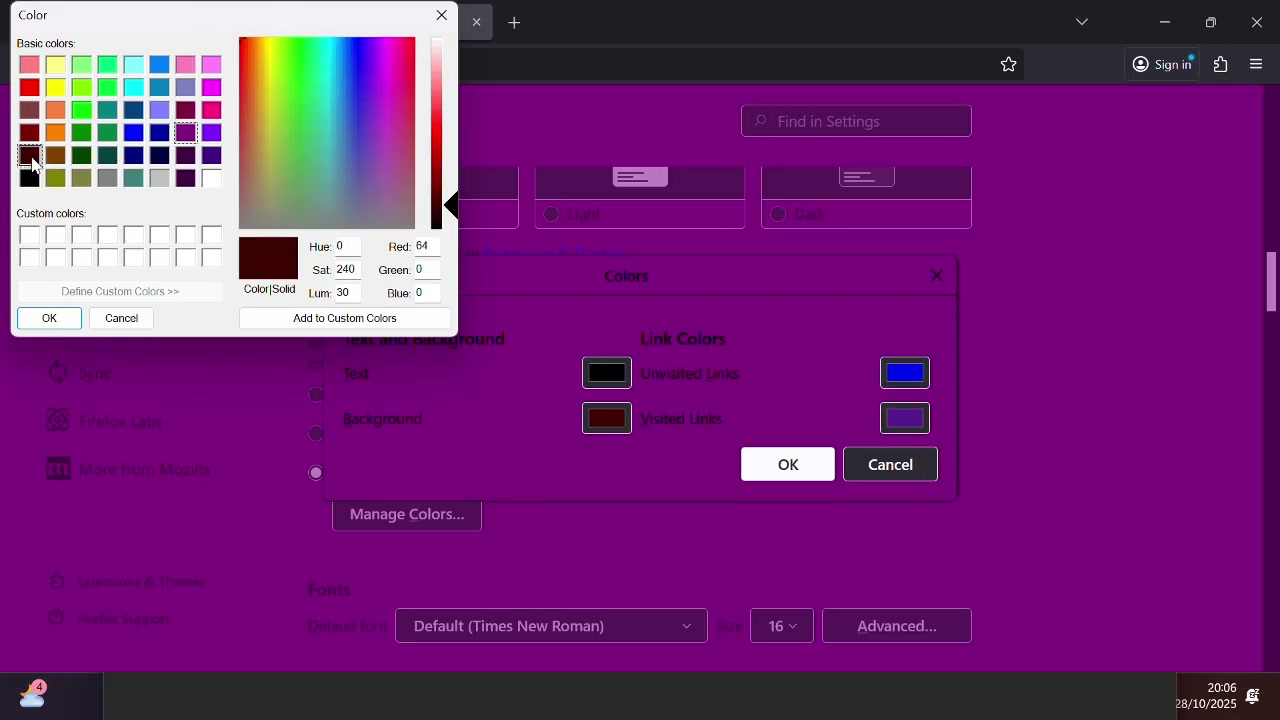 Color
Basic colors:
Custom colors:
Define Custom Colors >>
OK
Cancel
Color|Solid
Hue: 0
Sat: 240
Lum: 30
Red: 64
Green: 0
Blue: 0
Add to Custom Colors
Sign in
Find in Settings
Light
Dark
Colors
Text and Background
Link Colors
Text
Unvisited Links
Background
Visited Links
OK
Cancel
Sync
Firefox Labs
More from Mozilla
Manage Colors...
Extensions & Themes
Firefox Support
Fonts
Default font
Default (Times New Roman)
Size
16
Advanced...
4
20:06
28/10/2025